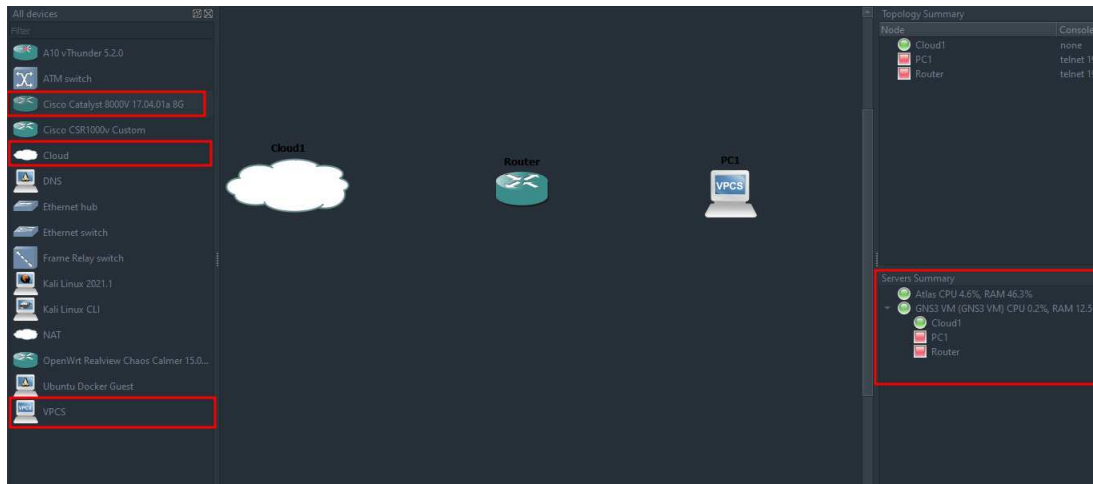 All devices
Filter
A10 vThunder 5.2.0
ATM switch
Cisco Catalyst 8000V 17.04.01a 8G
Cisco CSR1000v Custom
Cloud
DNS
Ethernet hub
Ethernet switch
Frame Relay switch
Kali Linux 2021.1
Kali Linux CLI
NAT
OpenWrt Realview Chaos Calmer 15.0...
Ubuntu Docker Guest
VPCS
Cloud1
Router
PC1
VPCS
Topology Summary
Node Console
Cloud1 none
PC1 telnet 19
Router telnet 19
Servers Summary
Atlas CPU 4.6%, RAM 46.3%
GNS3 VM (GNS3 VM) CPU 0.2%, RAM 12.5
Cloud1
PC1
Router